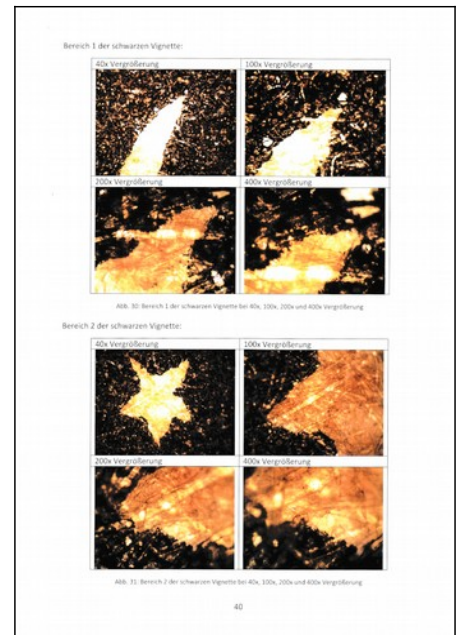 Bereich 1 der schwarzen Vignette:
40x Vergrößerung 100x Vergrößerung
200x Vergrößerung 400x Vergrößerung
Abb. 30: Bereich 1 der schwarzen Vignette bei 40x, 100x, 200x und 400x Vergrößerung
Bereich 2 der schwarzen Vignette:
40x Vergrößerung 100x Vergrößerung
200x Vergrößerung 400x Vergrößerung
Abb. 31: Bereich 2 der schwarzen Vignette bei 40x, 100x, 200x und 400x Vergrößerung
40